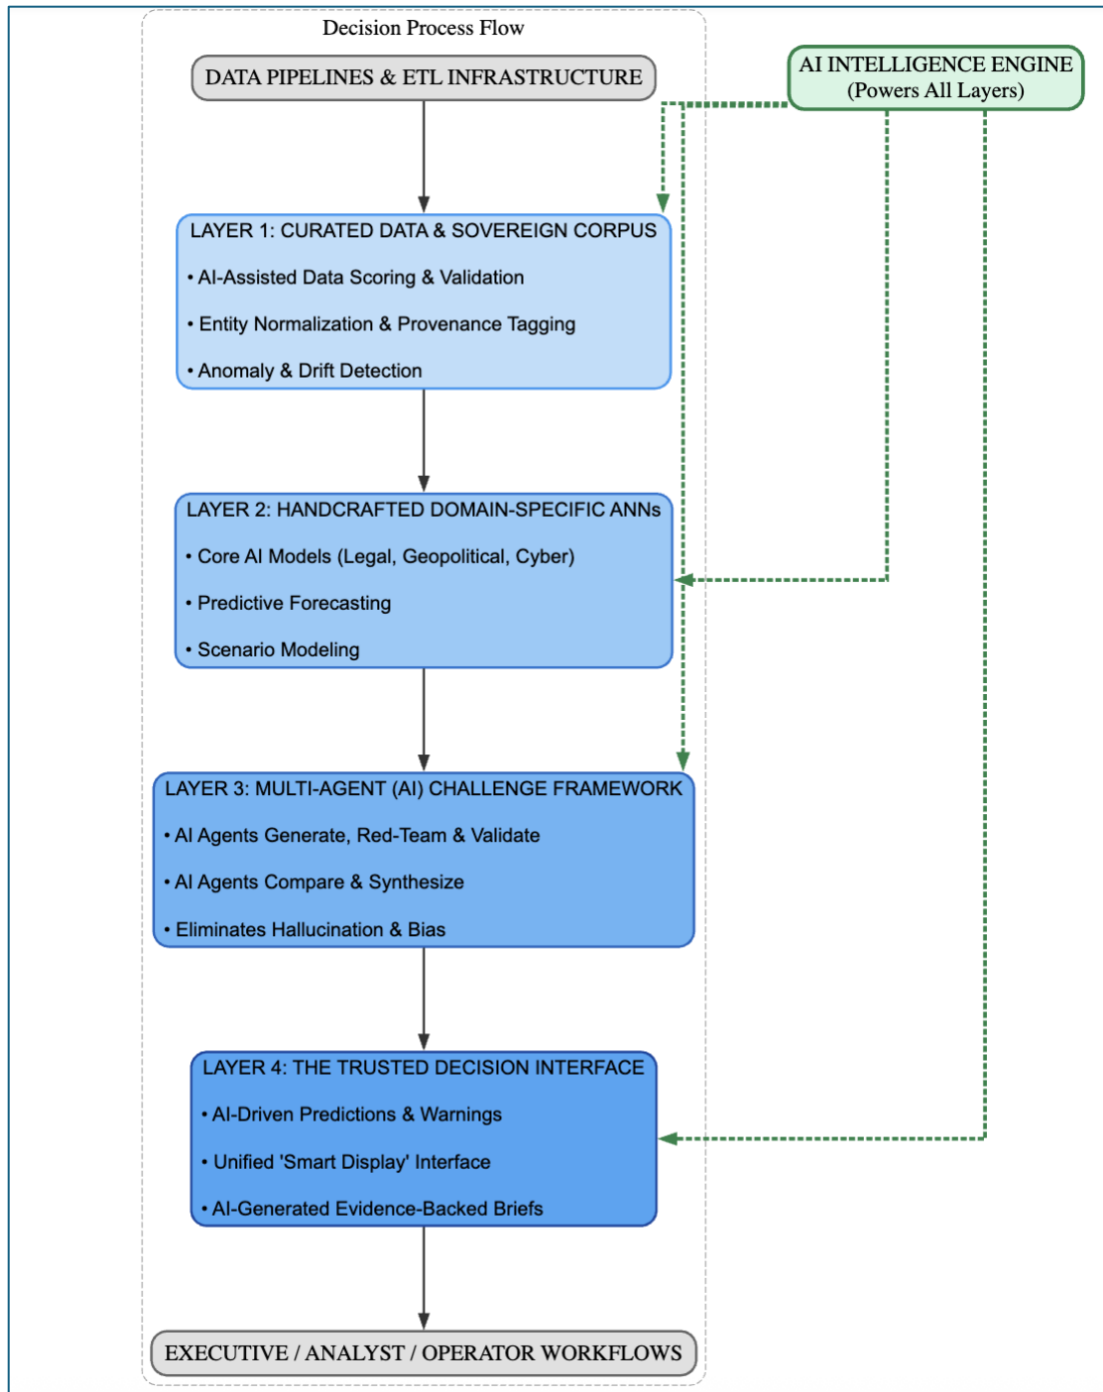 Decision Process Flow
DATA PIPELINES & ETL INFRASTRUCTURE
AI INTELLIGENCE ENGINE
(Powers All Layers)
LAYER 1: CURATED DATA & SOVEREIGN CORPUS
• AI-Assisted Data Scoring & Validation
• Entity Normalization & Provenance Tagging
• Anomaly & Drift Detection
LAYER 2: HANDCRAFTED DOMAIN-SPECIFIC ANNs
• Core AI Models (Legal, Geopolitical, Cyber)
• Predictive Forecasting
• Scenario Modeling
LAYER 3: MULTI-AGENT (AI) CHALLENGE FRAMEWORK
• AI Agents Generate, Red-Team & Validate
• AI Agents Compare & Synthesize
• Eliminates Hallucination & Bias
LAYER 4: THE TRUSTED DECISION INTERFACE
• AI-Driven Predictions & Warnings
• Unified 'Smart Display' Interface
• AI-Generated Evidence-Backed Briefs
EXECUTIVE / ANALYST / OPERATOR WORKFLOWS